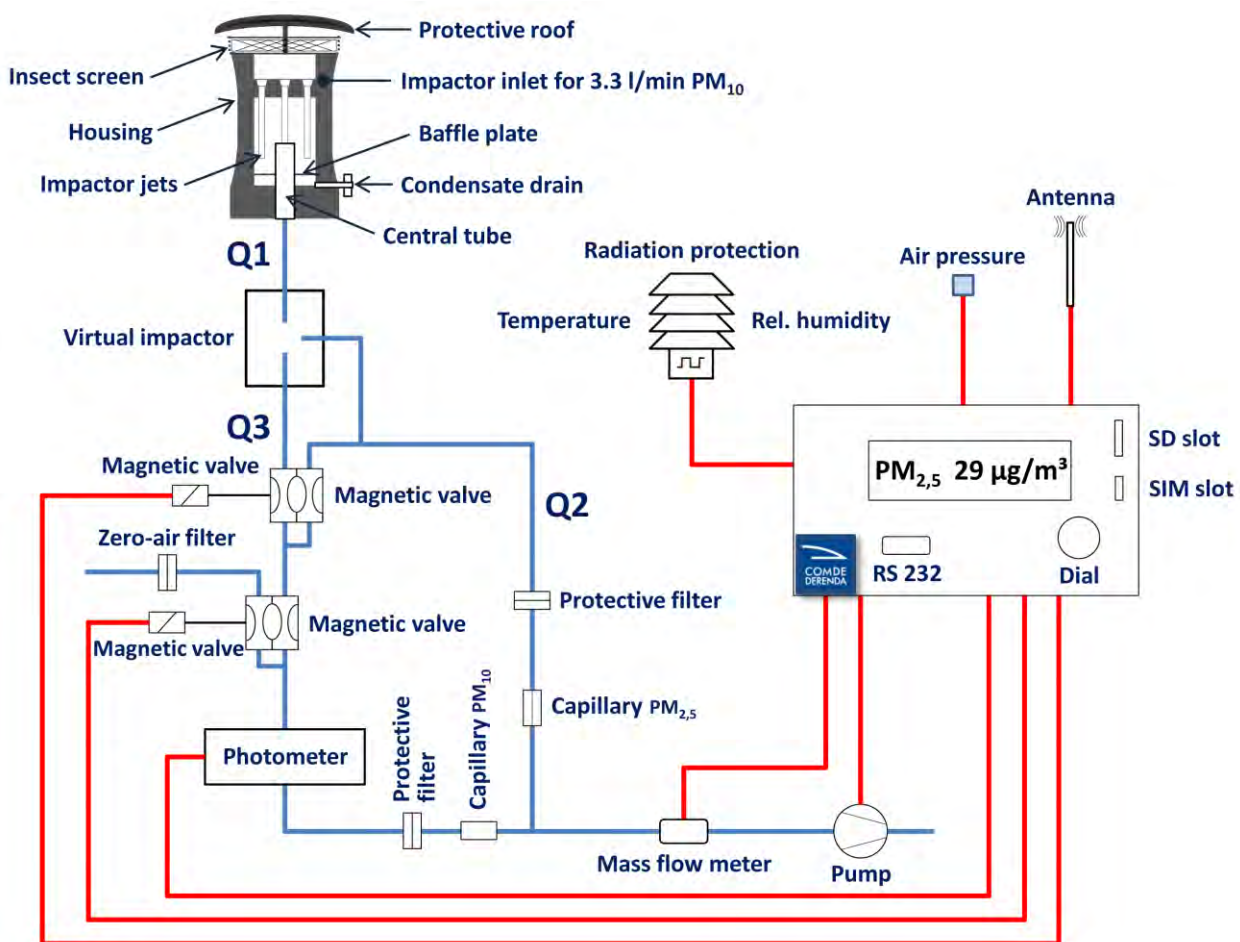 Protective roof
Insect screen
Impactor inlet for 3.3 l/min PM₁₀
Housing
Baffle plate
Impactor jets
Condensate drain
Central tube
Antenna
Q1
Radiation protection
Air pressure
Virtual impactor
Temperature
Rel. humidity
Q3
SD slot
Magnetic valve
PM₂,₅ 29 µg/m³
Magnetic valve
SIM slot
Q2
Zero-air filter
COMDE
DERENDA
RS 232
Dial
Protective filter
Magnetic valve
Magnetic valve
Capillary PM₂,₅
Photometer
Protective
filter
Capillary PM₁₀
Mass flow meter
Pump